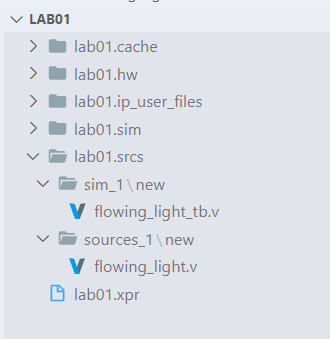 LAB01
lab01.cache
lab01.hw
lab01.ip_user_files
lab01.sim
lab01.srcs
sim_1\new
flowing_light_tb.v
sources_1\new
flowing_light.v
lab01.xpr